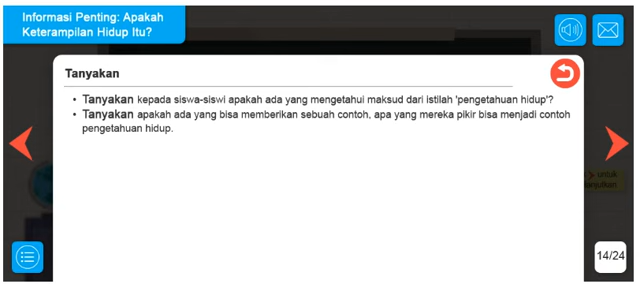 Informasi Penting: Apakah
Keterampilan Hidup Itu?
Tanyakan
• Tanyakan kepada siswa-siswi apakah ada yang mengetahui maksud dari istilah 'pengetahuan hidup'?
• Tanyakan apakah ada yang bisa memberikan sebuah contoh, apa yang mereka pikir bisa menjadi contoh
pengetahuan hidup.
untuk
14/24